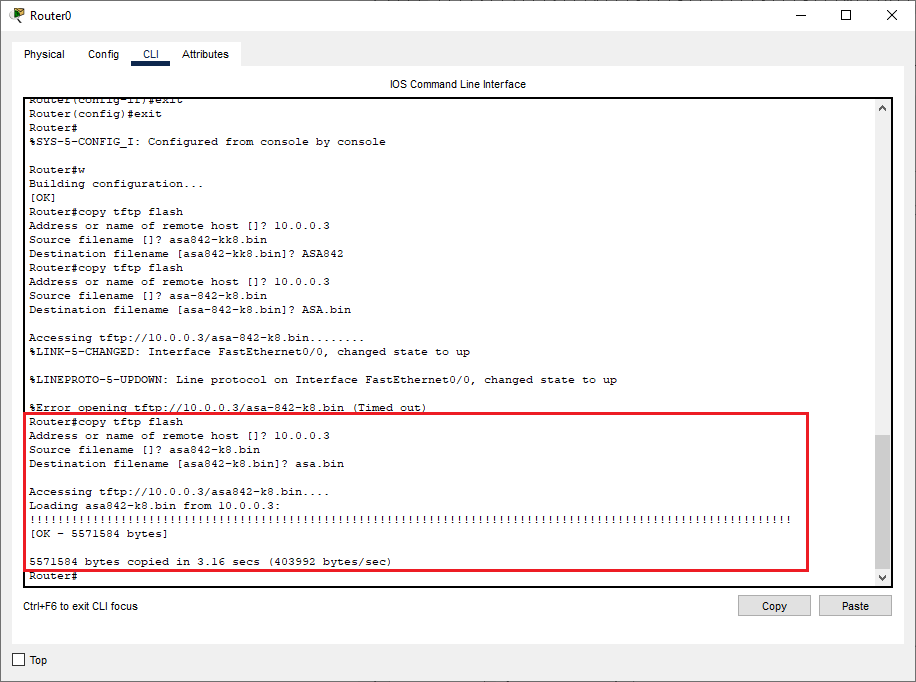 Router0
Physical Config CLI Attributes
IOS Command Line Interface
Router(config-if)#exit
Router(config)#exit
Router#
%SYS-5-CONFIG_I: Configured from console by console
Router#w
Building configuration...
[OK]
Router#copy tftp flash
Address or name of remote host []? 10.0.0.3
Source filename []? asa842-kk8.bin
Destination filename [asa842-kk8.bin]? ASA842
Router#copy tftp flash
Address or name of remote host []? 10.0.0.3
Source filename []? asa-842-k8.bin
Destination filename [asa-842-k8.bin]? ASA.bin
Accessing tftp://10.0.0.3/asa-842-k8.bin........
%LINK-5-CHANGED: Interface FastEthernet0/0, changed state to up
%LINEPROTO-5-UPDOWN: Line protocol on Interface FastEthernet0/0, changed state to up
%Error opening tftp://10.0.0.3/asa-842-k8.bin (Timed out)
Router#copy tftp flash
Address or name of remote host []? 10.0.0.3
Source filename []? asa842-k8.bin
Destination filename [asa842-k8.bin]? asa.bin
Accessing tftp://10.0.0.3/asa842-k8.bin....
Loading asa842-k8.bin from 10.0.0.3:
!!!!!!!!!!!!!!!!!!!!!!!!!!!!!!!!!!!!!!!!!!!!!!!!!!!!!!!!!!!!!!!!!!!!!!!!!!!!!!!!!!!!!!!!!!!!!!!!!!!!!!!!!!!!!
[OK - 5571584 bytes]
5571584 bytes copied in 3.16 secs (403992 bytes/sec)
Router#
Ctrl+F6 to exit CLI focus
Copy Paste
Top